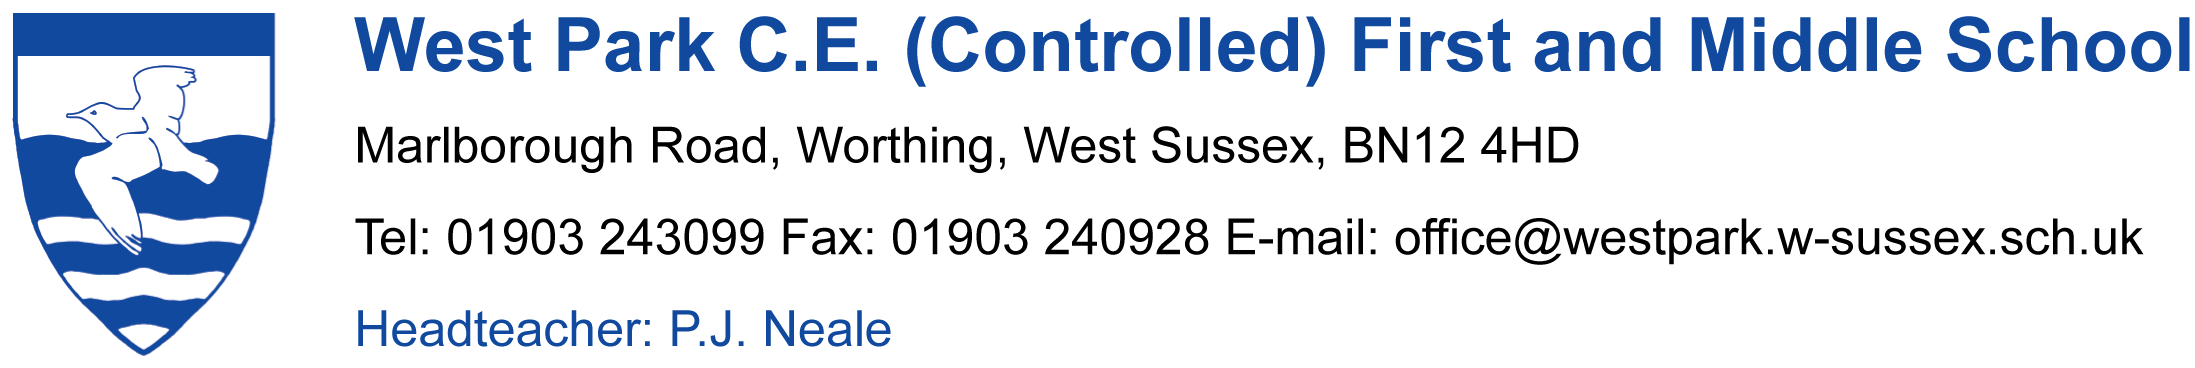 West Park C.E. (Controlled) First and Middle School
Marlborough Road, Worthing, West Sussex, BN12 4HD
Tel: 01903 243099 Fax: 01903 240928 E-mail: office@westpark.w-sussex.sch.uk
Headteacher: P.J. Neale